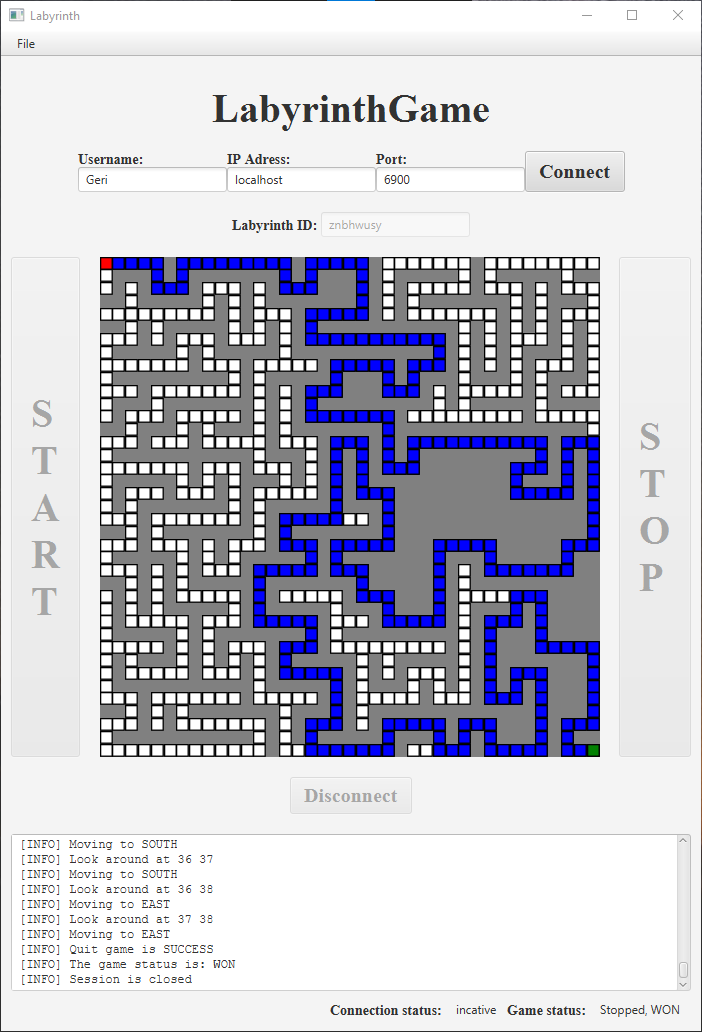 Labyrinth
File
LabyrinthGame
Username: IP Adress: Port:
Geri localhost 6900 Connect
Labyrinth ID: znbhwusy
START
STOP
Disconnect
[INFO] Moving to SOUTH
[INFO] Look around at 36 37
[INFO] Moving to SOUTH
[INFO] Look around at 36 38
[INFO] Moving to EAST
[INFO] Look around at 37 38
[INFO] Moving to EAST
[INFO] Quit game is SUCCESS
[INFO] The game status is: WON
[INFO] Session is closed
Connection status: incative Game status: Stopped, WON